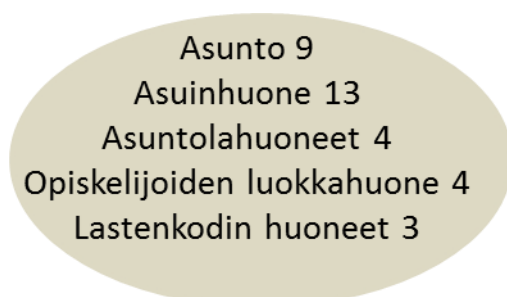 Asunto 9
Asuinhuone 13
Asuntolahuoneet 4
Opiskelijoiden luokkahuone 4
Lastenkodin huoneet 3